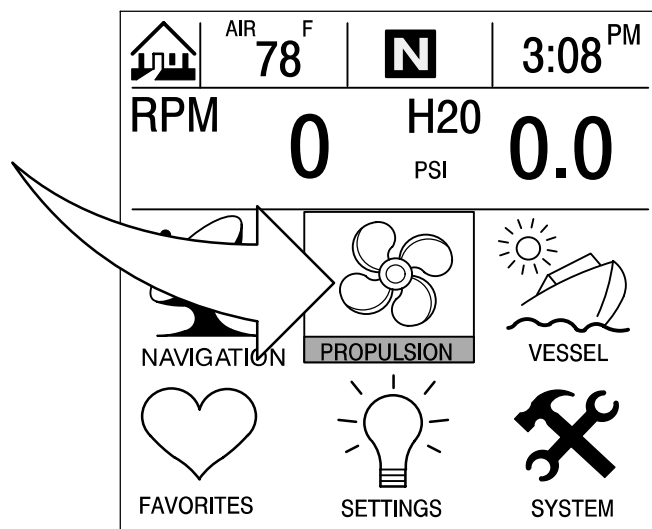 AIR 78 F N 3:08 PM
RPM 0 H20 PSI 0.0
NAVIGATION PROPULSION VESSEL
FAVORITES SETTINGS SYSTEM